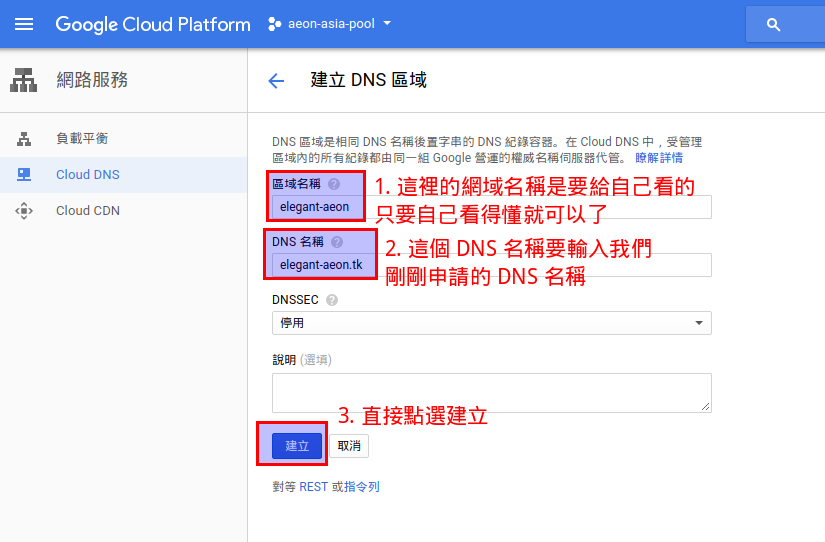 Google Cloud Platform aeon-asia-pool
網路服務
建立 DNS 區域
負載平衡
Cloud DNS
Cloud CDN
DNS 區域是相同 DNS 名稱後置字串的 DNS 紀錄容器。在 Cloud DNS 中，受管理
區域內的所有紀錄都由同一組 Google 營運的權威名稱伺服器代管。 瞭解詳情
區域名稱
elegant-aeon
1. 這裡的網域名稱是要給自己看的
只要自己看得懂就可以了
DNS 名稱
elegant-aeon.tk
2. 這個 DNS 名稱要輸入我們
剛剛申請的 DNS 名稱
DNSSEC
停用
說明 (選填)
3. 直接點選建立
建立 取消
對等 REST 或指令列